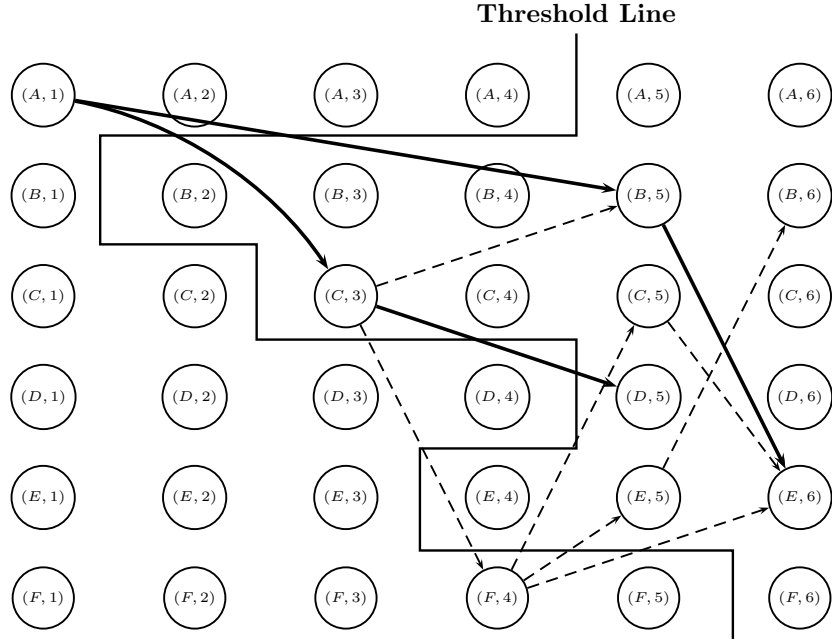 Threshold Line
(A, 1) (A, 2) (A, 3) (A, 4) (A, 5) (A, 6)
(B, 1) (B, 2) (B, 3) (B, 4) (B, 5) (B, 6)
(C, 1) (C, 2) (C, 3) (C, 4) (C, 5) (C, 6)
(D, 1) (D, 2) (D, 3) (D, 4) (D, 5) (D, 6)
(E, 1) (E, 2) (E, 3) (E, 4) (E, 5) (E, 6)
(F, 1) (F, 2) (F, 3) (F, 4) (F, 5) (F, 6)